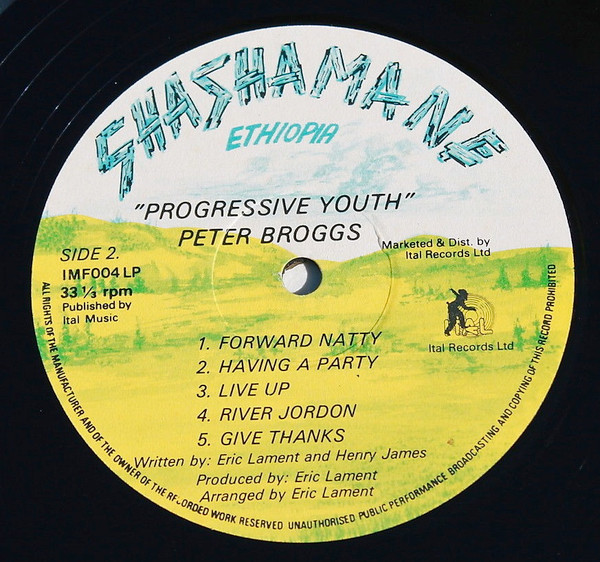 SHASHAMANE
ETHIOPIA
"PROGRESSIVE YOUTH"
PETER BROGGS
SIDE 2.
IMF004 LP
33 ⅓ rpm
Published by
Ital Music
Marketed & Dist. by
Ital Records Ltd
Ital Records Ltd
1. FORWARD NATTY
2. HAVING A PARTY
3. LIVE UP
4. RIVER JORDON
5. GIVE THANKS
Written by: Eric Lament and Henry James
Produced by: Eric Lament
Arranged by Eric Lament
ALL RIGHTS OF THE MANUFACTURER AND OF THE OWNER OF THE RECORDED WORK RESERVED UNAUTHORISED PUBLIC PERFORMANCE BROADCASTING AND COPYING OF THIS RECORD PROHIBITED